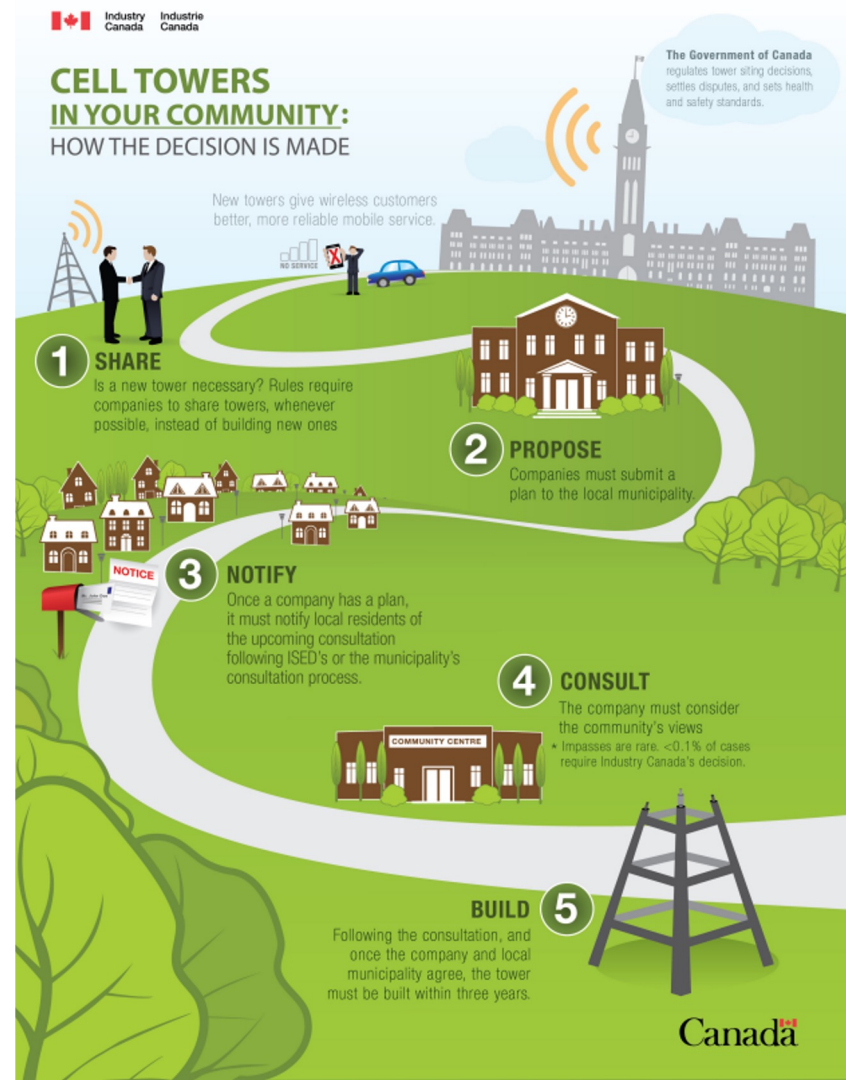 Industry Canada
Industrie Canada
CELL TOWERS
IN YOUR COMMUNITY:
HOW THE DECISION IS MADE
The Government of Canada
regulates tower siting decisions,
settles disputes, and sets health
and safety standards.
New towers give wireless customers
better, more reliable mobile service.
NO SERVICE
X
1 SHARE
Is a new tower necessary? Rules require
companies to share towers, whenever
possible, instead of building new ones
2 PROPOSE
Companies must submit a
plan to the local municipality.
NOTICE
3 NOTIFY
Once a company has a plan,
it must notify local residents of
the upcoming consultation
following ISED's or the municipality's
consultation process.
4 CONSULT
The company must consider
the community's views
* Impasses are rare. <0.1% of cases
require Industry Canada's decision.
COMMUNITY CENTRE
BUILD 5
Following the consultation, and
once the company and local
municipality agree, the tower
must be built within three years.
Canada